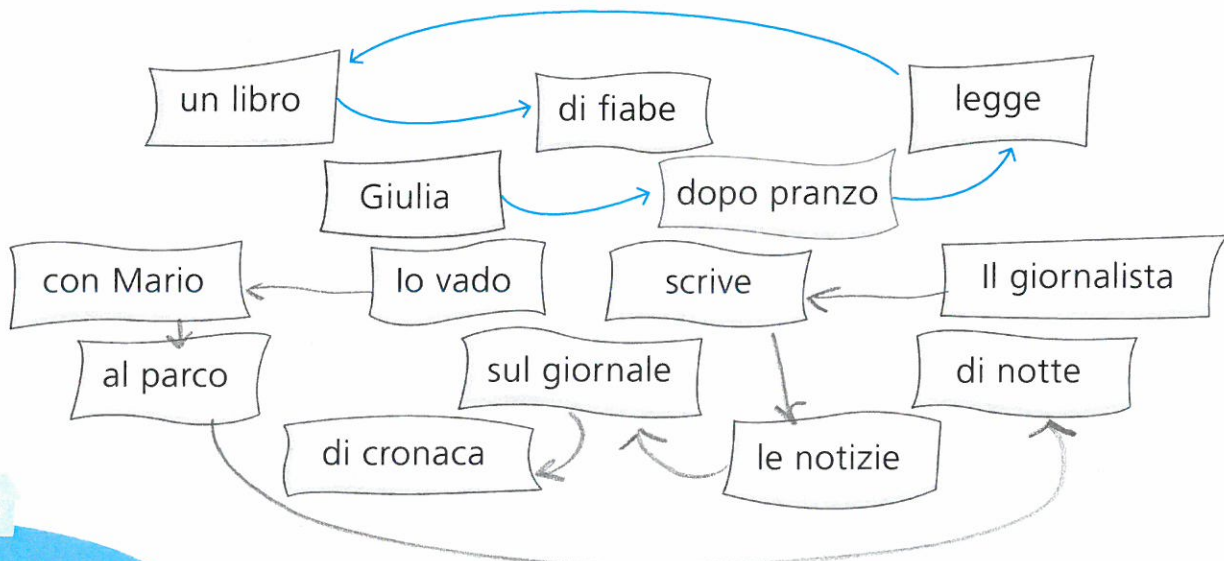 un libro
di fiabe
legge
Giulia
dopo pranzo
con Mario
Io vado
scrive
Il giornalista
al parco
sul giornale
di notte
di cronaca
le notizie